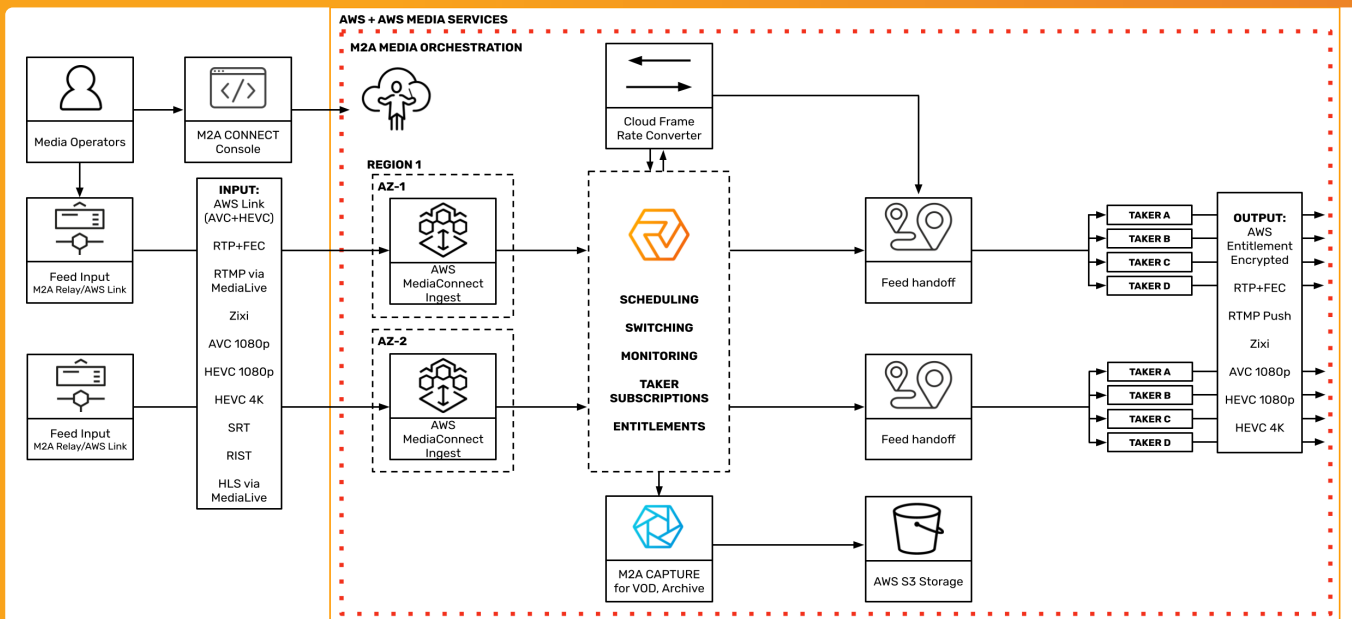 AWS + AWS MEDIA SERVICES
M2A MEDIA ORCHESTRATION
Media Operators
M2A CONNECT
Console
Cloud Frame
Rate Converter
REGION 1
AZ-1
AWS
MediaConnect
Ingest
AZ-2
AWS
MediaConnect
Ingest
Feed Input
M2A Relay/AWS Link
Feed Input
M2A Relay/AWS Link
INPUT:
AWS Link
(AVC+HEVC)
RTP+FEC
RTMP via
MediaLive
Zixi
AVC 1080p
HEVC 1080p
HEVC 4K
SRT
RIST
HLS via
MediaLive
SCHEDULING
SWITCHING
MONITORING
TAKER
SUBSCRIPTIONS
ENTITLEMENTS
Feed handoff
Feed handoff
TAKER A
TAKER B
TAKER C
TAKER D
TAKER A
TAKER B
TAKER C
TAKER D
OUTPUT:
AWS
Entitlement
Encrypted
RTP+FEC
RTMP Push
Zixi
AVC 1080p
HEVC 1080p
HEVC 4K
M2A CAPTURE
for VOD, Archive
AWS S3 Storage